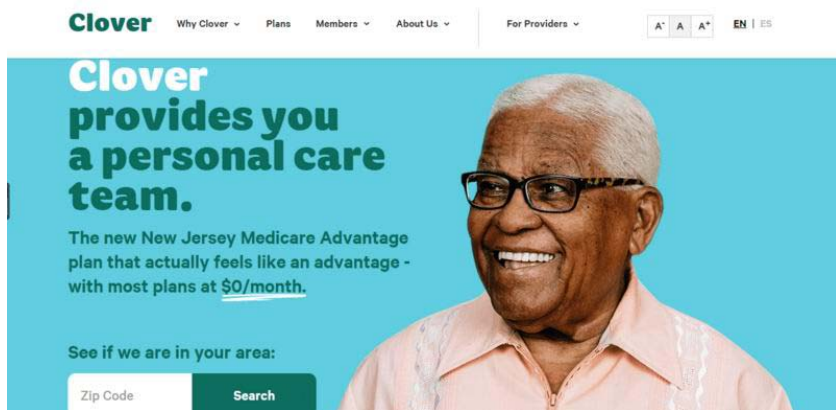 Clover Why Clover Plans Members About Us For Providers A- A A+ EN | ES
Clover
provides you
a personal care
team.
The new New Jersey Medicare Advantage
plan that actually feels like an advantage -
with most plans at $0/month.
See if we are in your area:
Zip Code Search